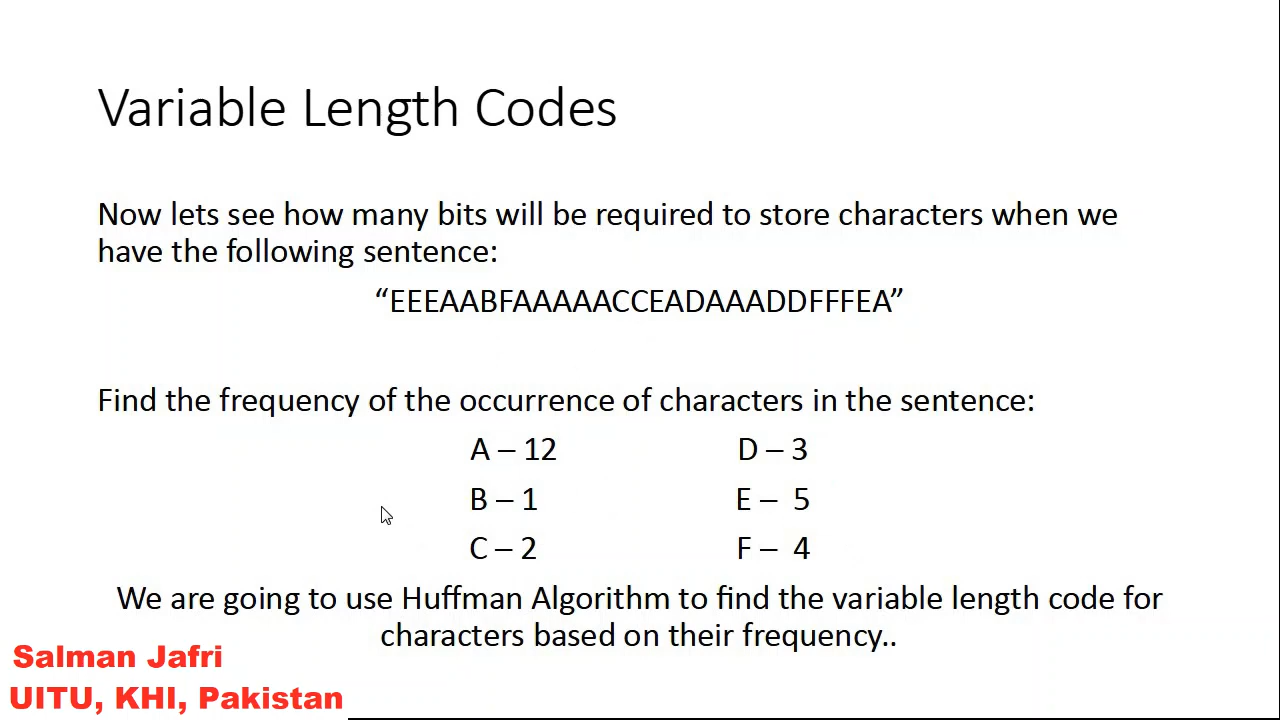 Variable Length Codes
Now lets see how many bits will be required to store characters when we
have the following sentence:
“EEEAABFAAAAACCEADAAADDFFFEA”
Find the frequency of the occurrence of characters in the sentence:
A – 12 D – 3
B – 1 E – 5
C – 2 F – 4
We are going to use Huffman Algorithm to find the variable length code for
characters based on their frequency..
Salman Jafri
UITU, KHI, Pakistan